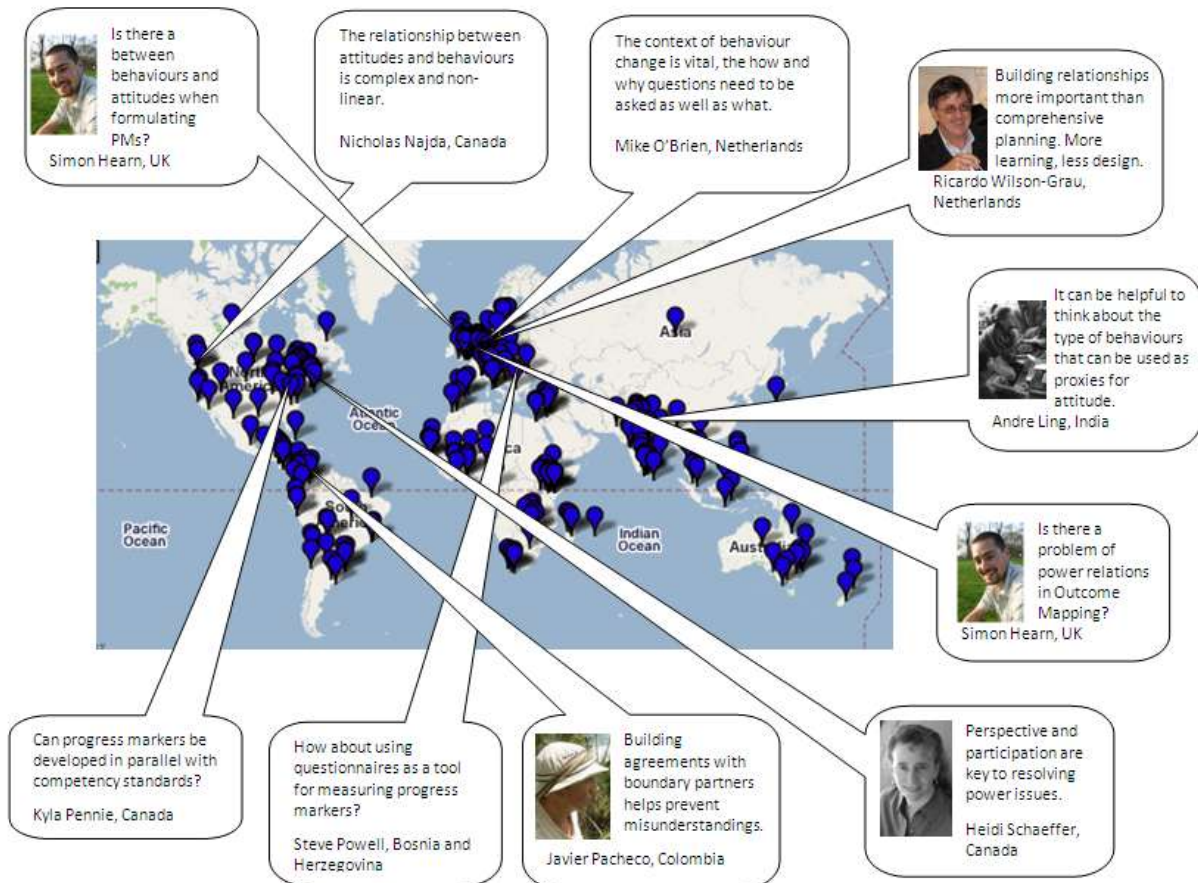 Is there a
between
behaviours and
attitudes when
formulating
PMs?
Simon Hearn, UK
The relationship between
attitudes and behaviours
is complex and non-
linear.
Nicholas Najda, Canada
The context of behaviour
change is vital, the how and
why questions need to be
asked as well as what.
Mike O'Brien, Netherlands
Building relationships
more important than
comprehensive
planning. More
learning, less design.
Ricardo Wilson-Grau,
Netherlands
It can be helpful to
think about the
type of behaviours
that can be used as
proxies for
attitude.
Andre Ling, India
Asia
North
America
Atlantic
Ocean
South
America
Pacific
Ocean
Indian
Ocean
Is there a
problem of
power relations
in Outcome
Mapping?
Simon Hearn, UK
Can progress markers be
developed in parallel with
competency standards?
Kyla Pennie, Canada
How about using
questionnaires as a tool
for measuring progress
markers?
Steve Powell, Bosnia and
Herzegovina
Building
agreements with
boundary partners
helps prevent
misunderstandings.
Javier Pacheco, Colombia
Perspective and
participation are
key to resolving
power issues.
Heidi Schaeffer,
Canada